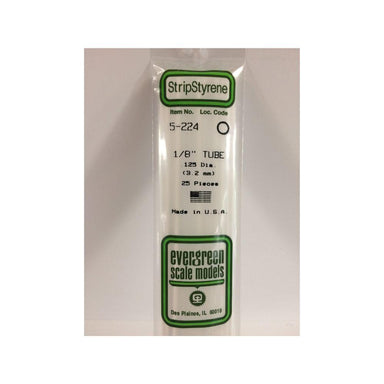 StripStyrene
Item No. Loc. Code
5-224
1/8" TUBE
125 Dia.
(3.2 mm)
25 Pieces
Made in U.S.A.
evergreen
scale models
Des Plaines, IL 60018